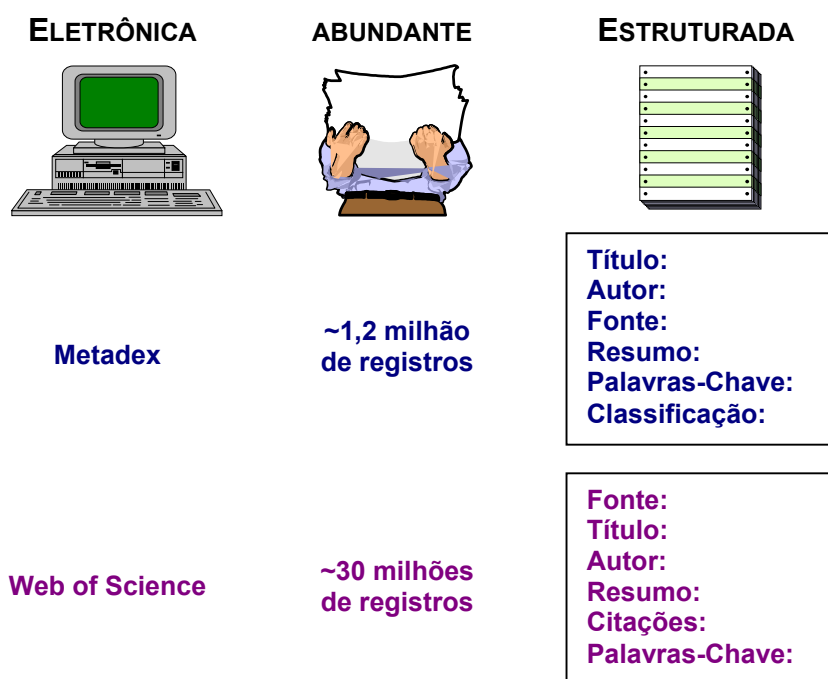 ELETRÔNICA
ABUNDANTE
ESTRUTURADA
Metadex
~1,2 milhão
de registros
Título:
Autor:
Fonte:
Resumo:
Palavras-Chave:
Classificação:
Web of Science
~30 milhões
de registros
Fonte:
Título:
Autor:
Resumo:
Citações:
Palavras-Chave: